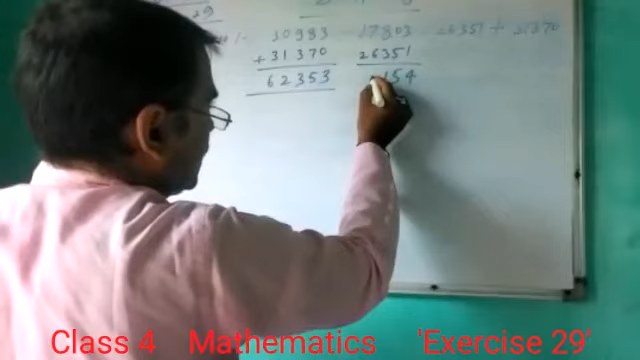 29
30983 17803 26351 + 31370
+31370 26351
62353 154
Class 4 Mathematics 'Exercise 29'